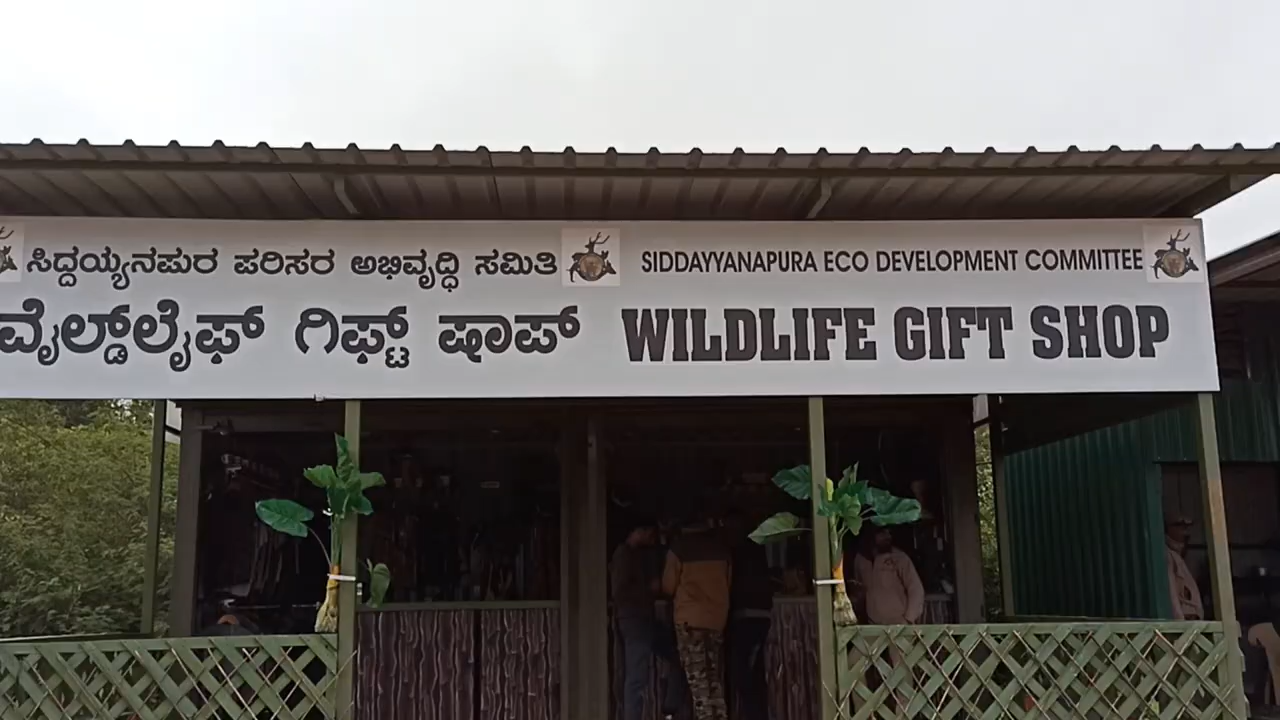 ಸಿದ್ದಯ್ಯನಪುರ ಪರಿಸರ ಅಭಿವೃದ್ಧಿ ಸಮಿತಿ
ವೈಲ್ಡ್‌ಲೈಫ್ ಗಿಫ್ಟ್ ಷಾಪ್
SIDDAYYANAPURA ECO DEVELOPMENT COMMITTEE
WILDLIFE GIFT SHOP